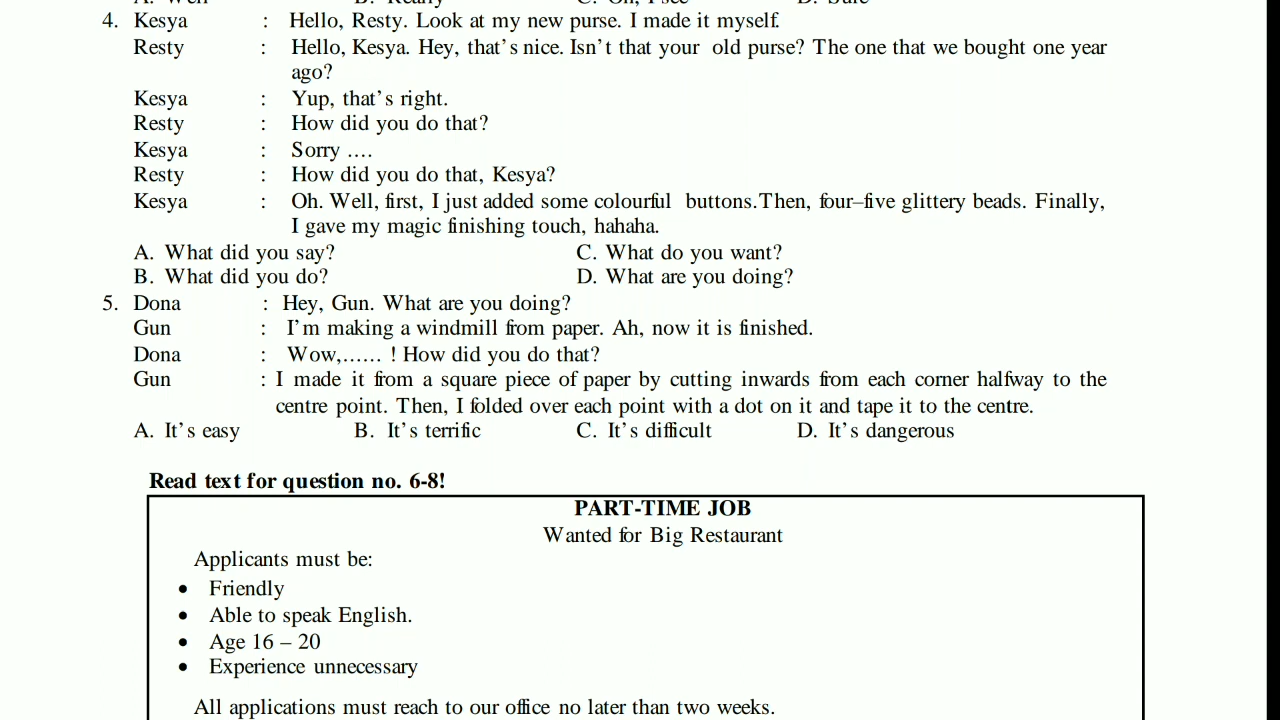 A. Well B. Really C. Oh, I see D. Sure
4. Kesya : Hello, Resty. Look at my new purse. I made it myself.
Resty : Hello, Kesya. Hey, that's nice. Isn't that your old purse? The one that we bought one year
ago?
Kesya : Yup, that's right.
Resty : How did you do that?
Kesya : Sorry ....
Resty : How did you do that, Kesya?
Kesya : Oh. Well, first, I just added some colourful buttons.Then, four–five glittery beads. Finally,
I gave my magic finishing touch, hahaha.
A. What did you say? C. What do you want?
B. What did you do? D. What are you doing?
5. Dona : Hey, Gun. What are you doing?
Gun : I'm making a windmill from paper. Ah, now it is finished.
Dona : Wow,...... ! How did you do that?
Gun : I made it from a square piece of paper by cutting inwards from each corner halfway to the
centre point. Then, I folded over each point with a dot on it and tape it to the centre.
A. It's easy B. It's terrific C. It's difficult D. It's dangerous
Read text for question no. 6-8!
PART-TIME JOB
Wanted for Big Restaurant
Applicants must be:
• Friendly
• Able to speak English.
• Age 16 – 20
• Experience unnecessary
All applications must reach to our office no later than two weeks.